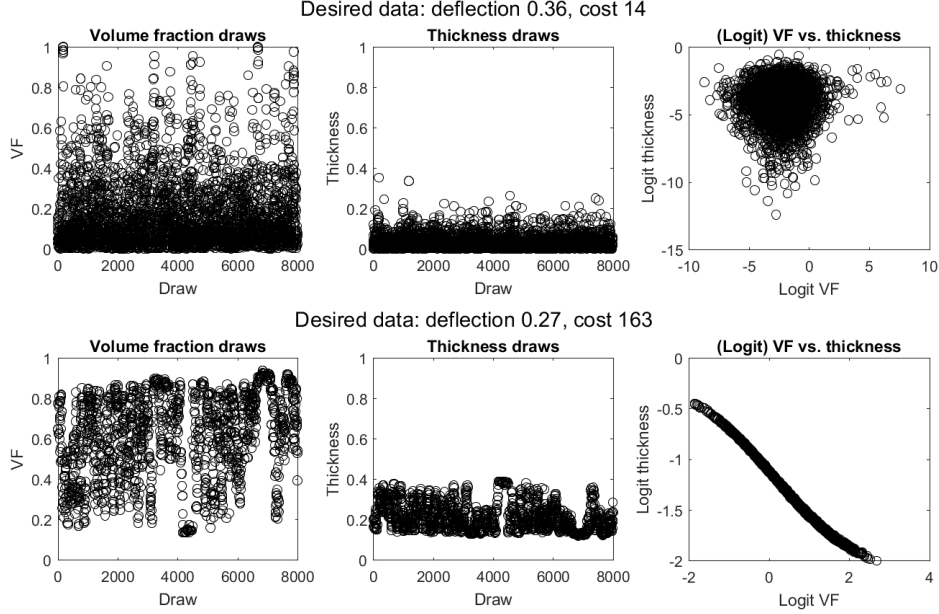 Desired data: deflection 0.36, cost 14
Volume fraction draws
Thickness draws
(Logit) VF vs. thickness
VF
1
0.8
0.6
0.4
0.2
0
0 2000 4000 6000 8000
Draw
Thickness
1
0.8
0.6
0.4
0.2
0
0 2000 4000 6000 8000
Draw
Logit thickness
0
-5
-10
-15
-10 -5 0 5 10
Logit VF
Desired data: deflection 0.27, cost 163
Volume fraction draws
Thickness draws
(Logit) VF vs. thickness
VF
1
0.8
0.6
0.4
0.2
0
0 2000 4000 6000 8000
Draw
Thickness
1
0.8
0.6
0.4
0.2
0
0 2000 4000 6000 8000
Draw
Logit thickness
0
-0.5
-1
-1.5
-2
-2 0 2 4
Logit VF